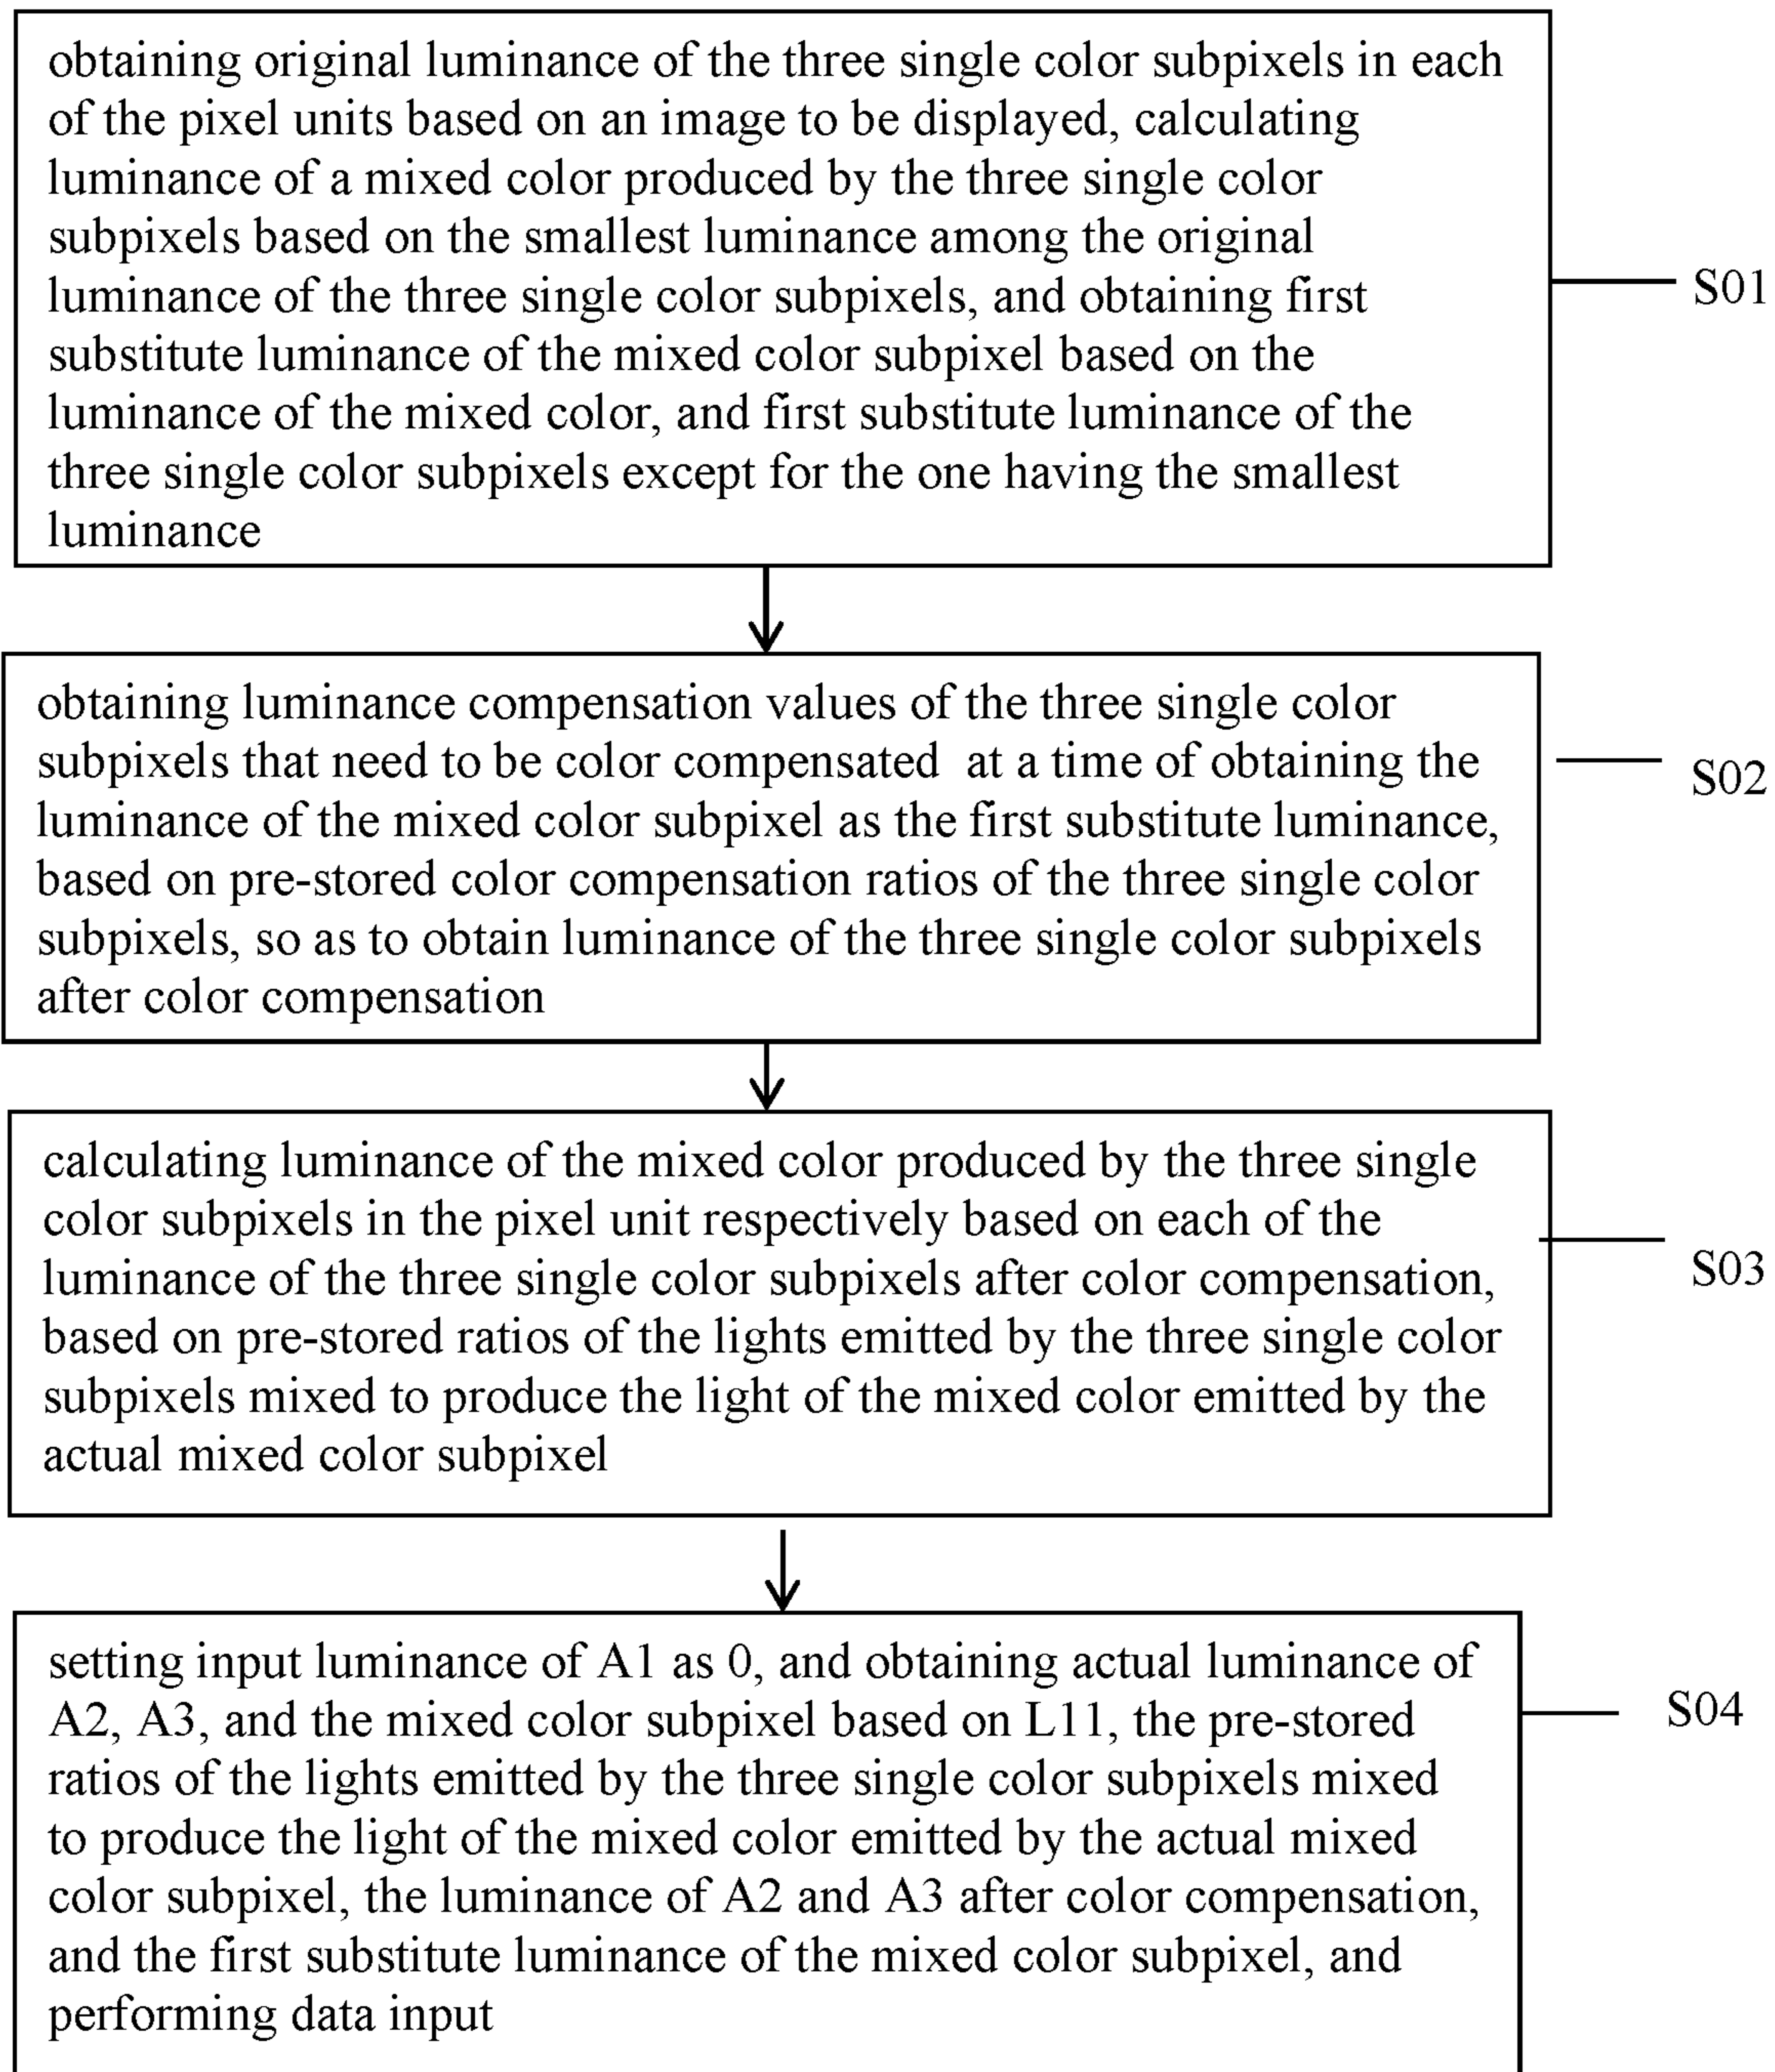 obtaining original luminance of the three single color subpixels in each
of the pixel units based on an image to be displayed, calculating
luminance of a mixed color produced by the three single color
subpixels based on the smallest luminance among the original
luminance of the three single color subpixels, and obtaining first
substitute luminance of the mixed color subpixel based on the
luminance of the mixed color, and first substitute luminance of the
three single color subpixels except for the one having the smallest
luminance
S01
obtaining luminance compensation values of the three single color
subpixels that need to be color compensated at a time of obtaining the
luminance of the mixed color subpixel as the first substitute luminance,
based on pre-stored color compensation ratios of the three single color
subpixels, so as to obtain luminance of the three single color subpixels
after color compensation
S02
calculating luminance of the mixed color produced by the three single
color subpixels in the pixel unit respectively based on each of the
luminance of the three single color subpixels after color compensation,
based on pre-stored ratios of the lights emitted by the three single color
subpixels mixed to produce the light of the mixed color emitted by the
actual mixed color subpixel
S03
setting input luminance of A1 as 0, and obtaining actual luminance of
A2, A3, and the mixed color subpixel based on L11, the pre-stored
ratios of the lights emitted by the three single color subpixels mixed
to produce the light of the mixed color emitted by the actual mixed
color subpixel, the luminance of A2 and A3 after color compensation,
and the first substitute luminance of the mixed color subpixel, and
performing data input
S04